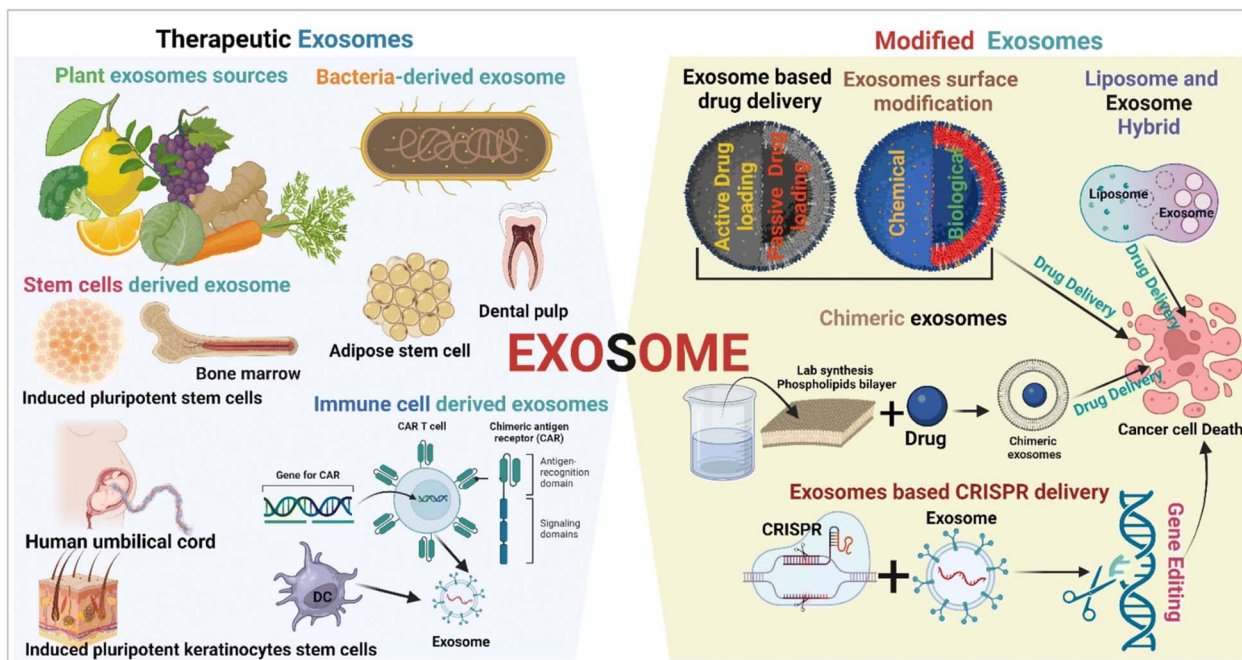 Therapeutic Exosomes
Plant exosomes sources
Bacteria-derived exosome
Dental pulp
Adipose stem cell
Stem cells derived exosome
Bone marrow
Induced pluripotent stem cells
Human umbilical cord
Induced pluripotent keratinocytes stem cells
Immune cell derived exosomes
CAR T cell
Chimeric antigen
receptor (CAR)
Gene for CAR
Antigen-
recognition
domain
Signaling
domains
DC
Exosome
EXOSOME
Modified Exosomes
Exosome based
drug delivery
Active Drug
loading
Passive Drug
loading
Exosomes surface
modification
Chemical
Biological
Liposome and
Exosome
Hybrid
Liposome
Exosome
Drug Delivery
Drug Delivery
Chimeric exosomes
Lab synthesis
Phospholipids bilayer
Drug
Chimeric
exosomes
Drug Delivery
Cancer cell Death
Exosomes based CRISPR delivery
CRISPR
Exosome
Gene Editing